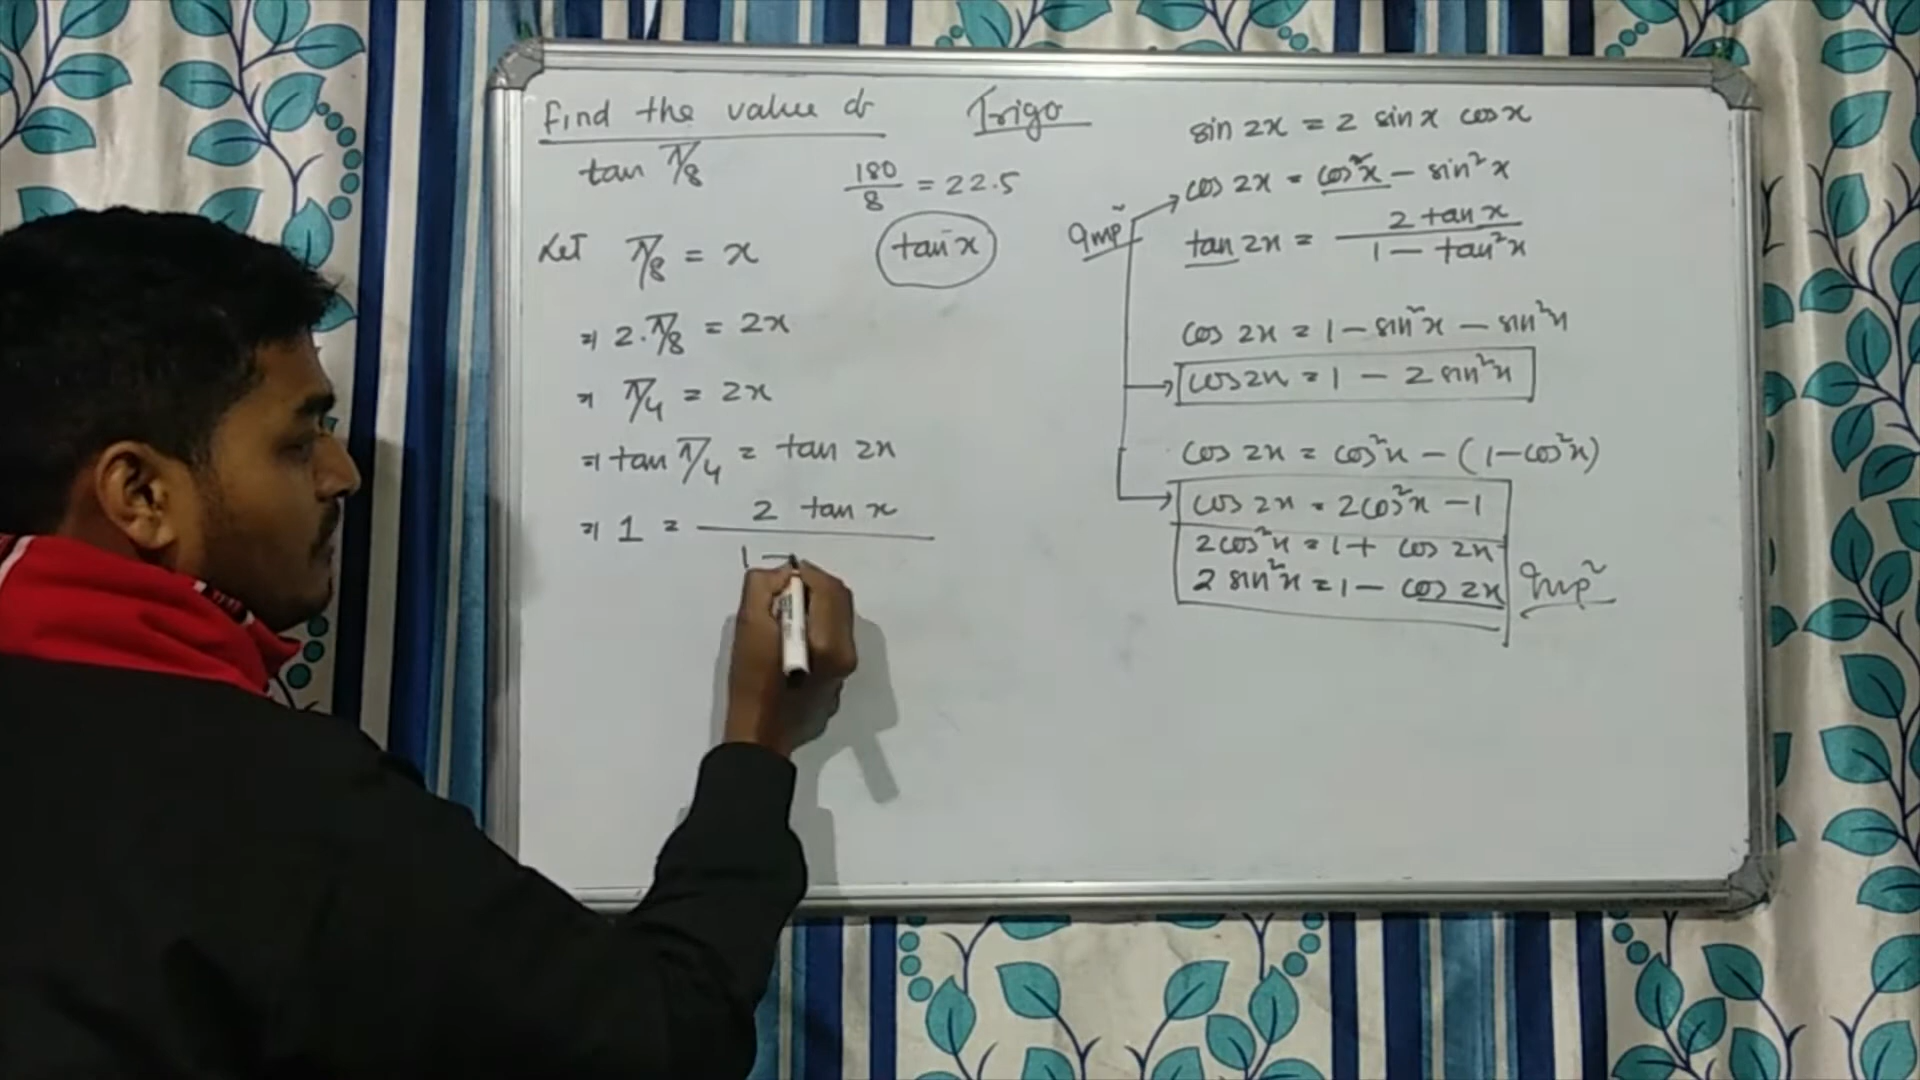 find the value of
Trigo
tan π/8
180/8 = 22.5
Let π/8 = x
tan x
⇒ 2·π/8 = 2x
⇒ π/4 = 2x
⇒ tan π/4 = tan 2x
⇒ 1 = 2 tan x / 1 −
sin 2x = 2 sin x cos x
Imp
cos 2x = cos²x − sin²x
tan 2x = 2 tan x / 1 − tan²x
cos 2x = 1 − sin²x − sin²x
cos2x = 1 − 2 sin²x
cos 2x = cos²x − (1−cos²x)
cos 2x = 2cos²x − 1
2cos²x = 1 + cos 2x
2 sin²x = 1 − cos 2x
Imp